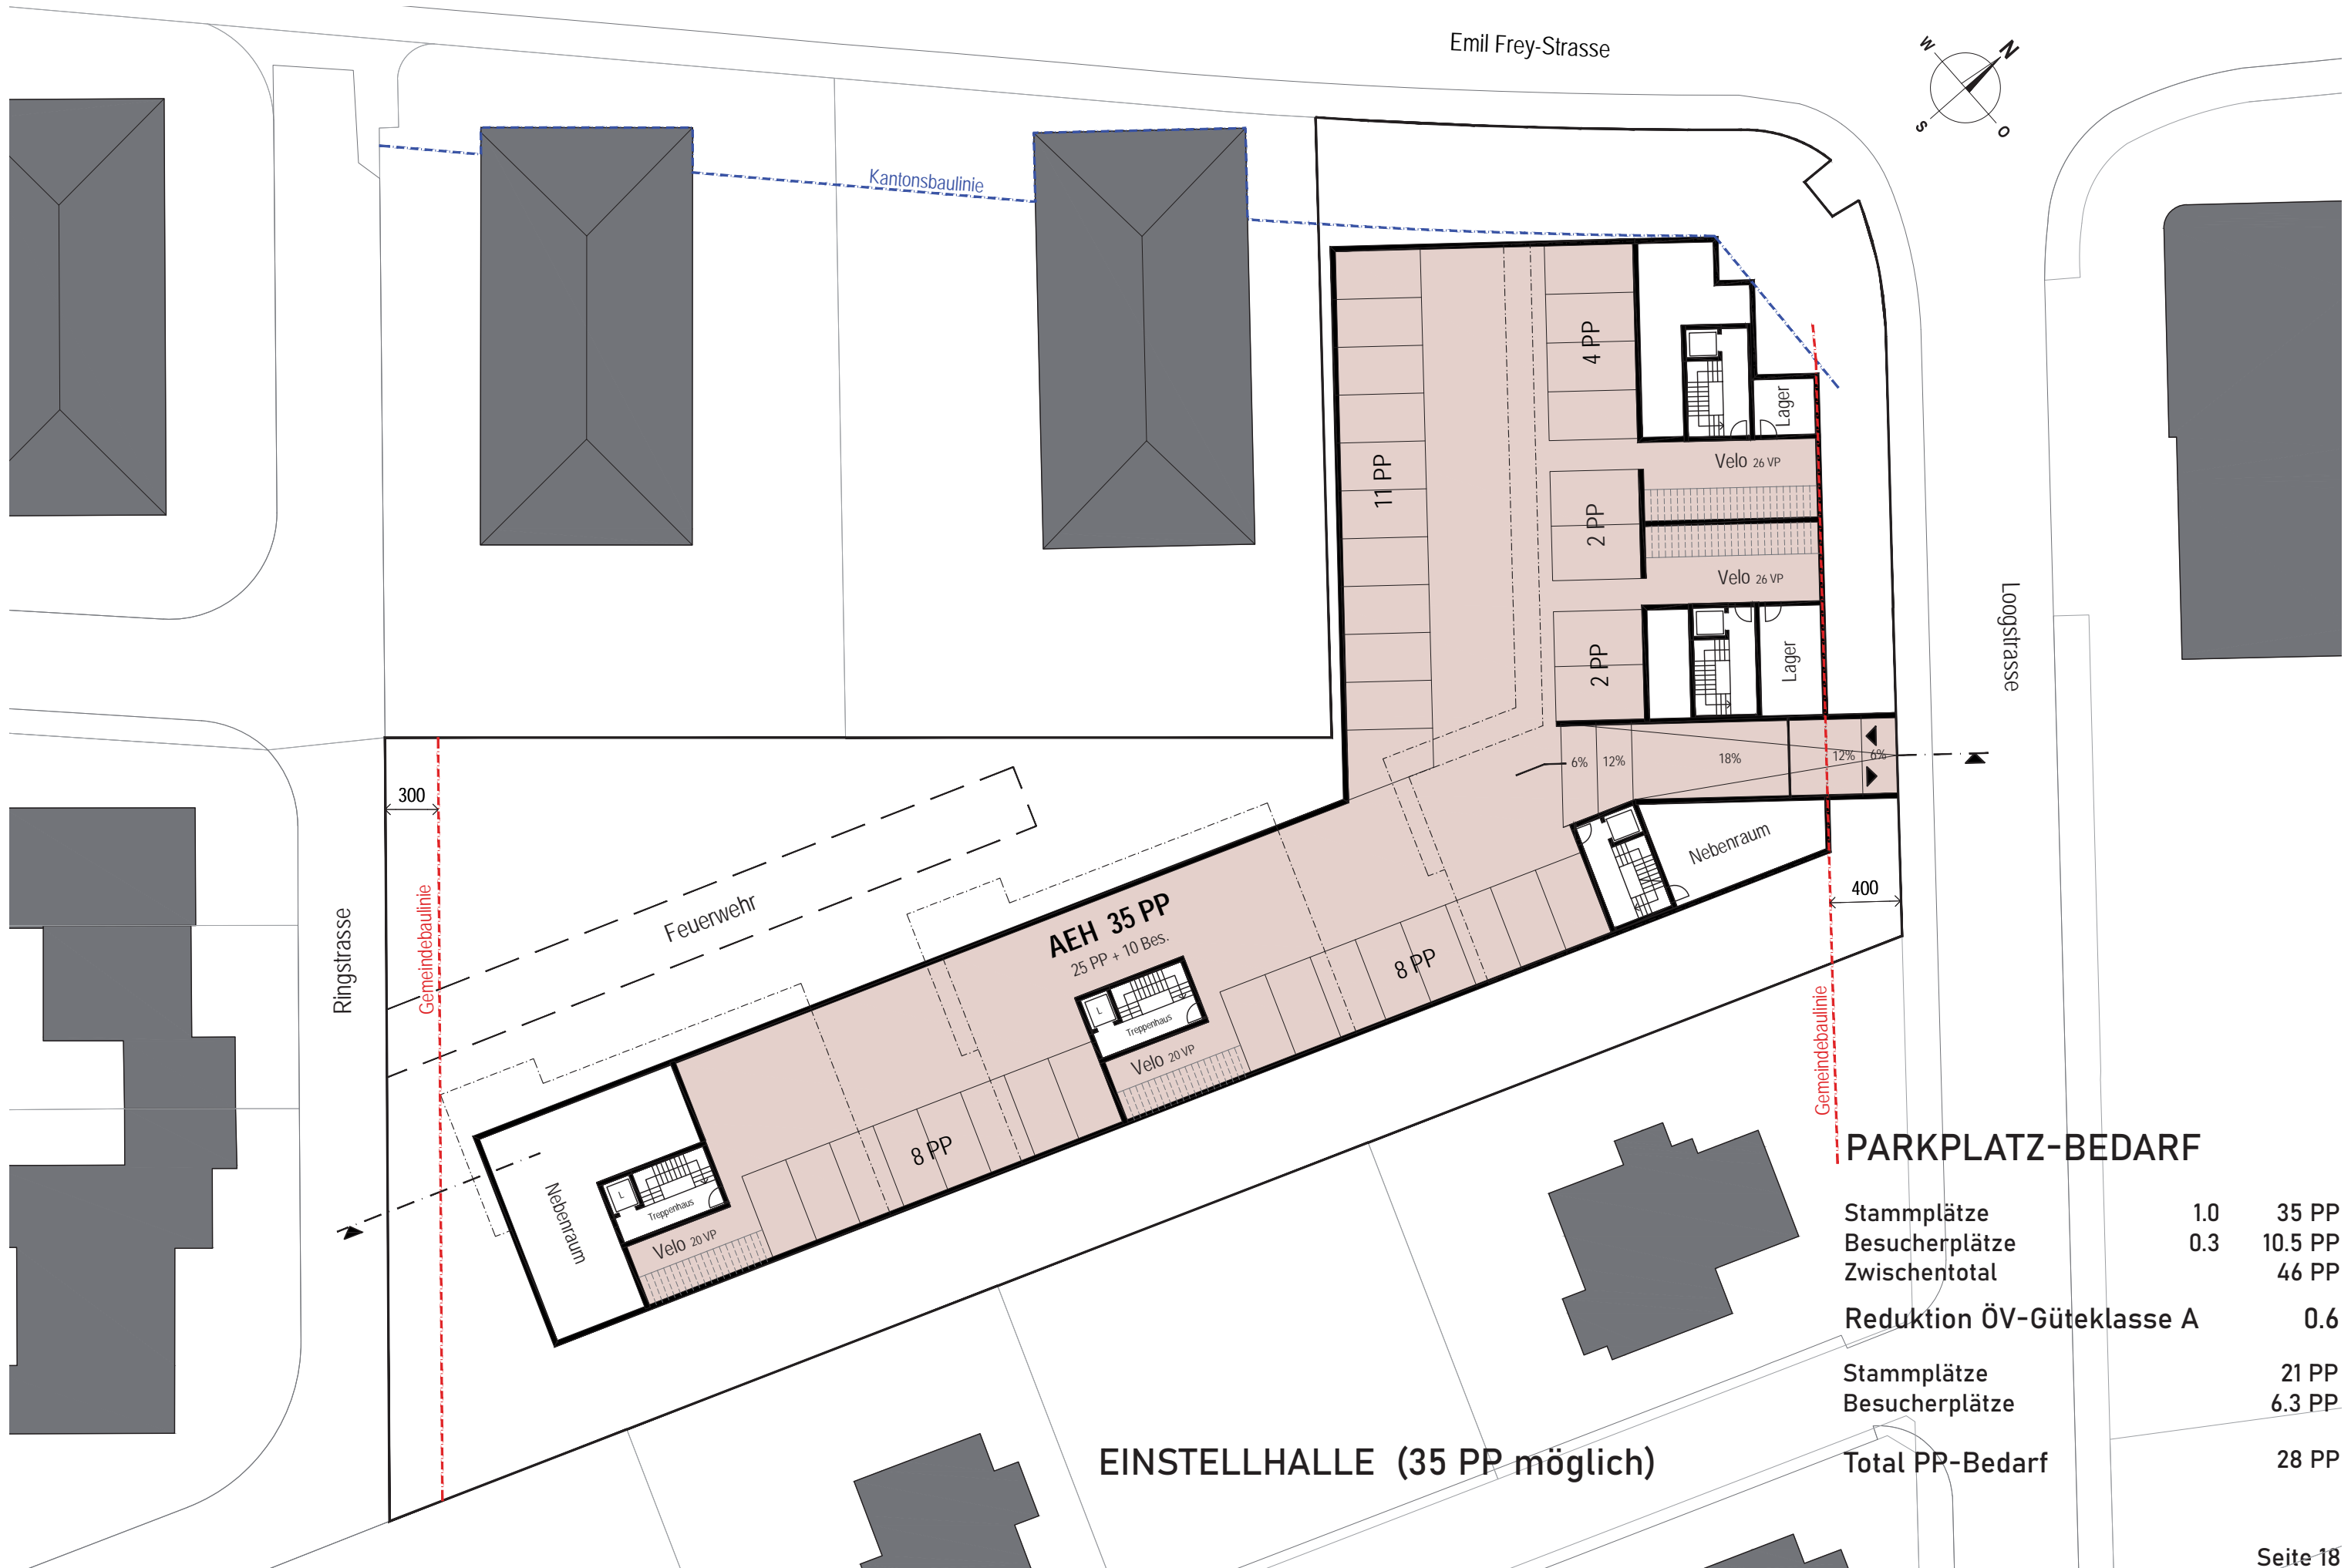 Emil Frey-Strasse
W
N
S
O
Kantonsbaulinie
4 PP
Lager
Velo 26 VP
11 PP
2 PP
Velo 26 VP
2 PP
Lager
Loogstrasse
6%
12%
18%
12%
6%
300
Nebenraum
400
Feuerwehr
Ringstrasse
Gemeindebaulinie
AEH 35 PP
25 PP + 10 Bes.
8 PP
L
Treppenhaus
Velo 20 VP
Gemeindebaulinie
8 PP
L
Treppenhaus
Nebenraum
Velo 20 VP
PARKPLATZ-BEDARF
Stammplätze 1.0 35 PP
Besucherplätze 0.3 10.5 PP
Zwischentotal 46 PP
Reduktion ÖV-Güteklasse A 0.6
Stammplätze 21 PP
Besucherplätze 6.3 PP
Total PP-Bedarf 28 PP
EINSTELLHALLE (35 PP möglich)
Seite 18